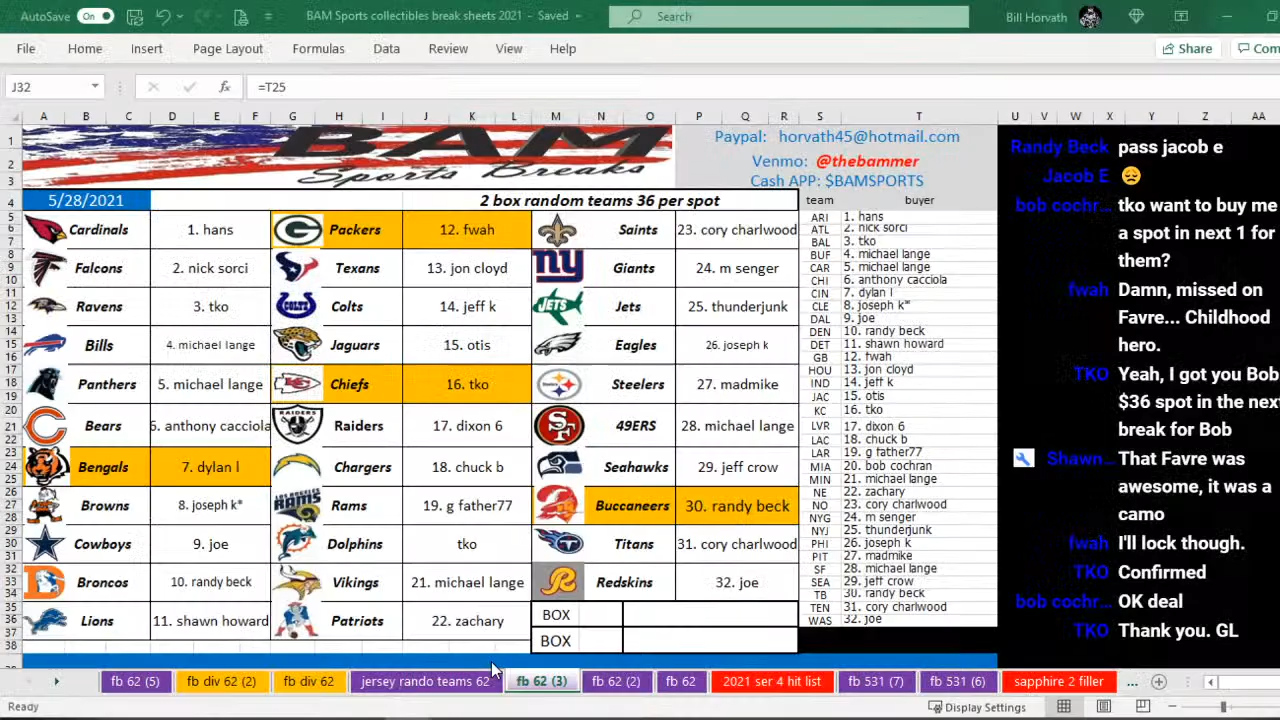 AutoSave On BAM Sports collectibles break sheets 2021 - Saved Search Bill Horvath
File Home Insert Page Layout Formulas Data Review View Help Share Com
J32 fx =T25
A B C D E F G H I J K L M N O P Q R S T U V W X Y Z AA
BAM
Sports Breaks
Paypal: horvath45@hotmail.com
Venmo: @thebammer
Cash APP: $BAMSPORTS
5/28/2021 2 box random teams 36 per spot team buyer
Cardinals 1. hans Packers 12. fwah Saints 23. cory charlwood
Falcons 2. nick sorci Texans 13. jon cloyd Giants 24. m senger
Ravens 3. tko Colts 14. jeff k Jets 25. thunderjunk
Bills 4. michael lange Jaguars 15. otis Eagles 26. joseph k
Panthers 5. michael lange Chiefs 16. tko Steelers 27. madmike
Bears 6. anthony cacciola Raiders 17. dixon 6 49ERS 28. michael lange
Bengals 7. dylan l Chargers 18. chuck b Seahawks 29. jeff crow
Browns 8. joseph k* Rams 19. g father77 Buccaneers 30. randy beck
Cowboys 9. joe Dolphins tko Titans 31. cory charlwood
Broncos 10. randy beck Vikings 21. michael lange Redskins 32. joe
Lions 11. shawn howard Patriots 22. zachary
BOX
BOX
ARI 1. hans
ATL 2. nick sorci
BAL 3. tko
BUF 4. michael lange
CAR 5. michael lange
CHI 6. anthony cacciola
CIN 7. dylan l
CLE 8. joseph k*
DAL 9. joe
DEN 10. randy beck
DET 11. shawn howard
GB 12. fwah
HOU 13. jon cloyd
IND 14. jeff k
JAC 15. otis
KC 16. tko
LVR 17. dixon 6
LAC 18. chuck b
LAR 19. g father77
MIA 20. bob cochran
MIN 21. michael lange
NE 22. zachary
NO 23. cory charlwood
NYG 24. m senger
NYJ 25. thunderjunk
PHI 26. joseph k
PIT 27. madmike
SF 28. michael lange
SEA 29. jeff crow
TB 30. randy beck
TEN 31. cory charlwood
WAS 32. joe
Randy Beck pass jacob e
Jacob E
bob cochr... tko want to buy me
a spot in next 1 for
them?
fwah Damn, missed on
Favre... Childhood
hero.
TKO Yeah, I got you Bob
$36 spot in the next
break for Bob
Shawn... That Favre was
awesome, it was a
camo
fwah I'll lock though.
TKO Confirmed
bob cochr... OK deal
TKO Thank you. GL
fb 62 (5) fb div 62 (2) fb div 62 jersey rando teams 62 fb 62 (3) fb 62 (2) fb 62 2021 ser 4 hit list fb 531 (7) fb 531 (6) sapphire 2 filler ...
Ready Display Settings